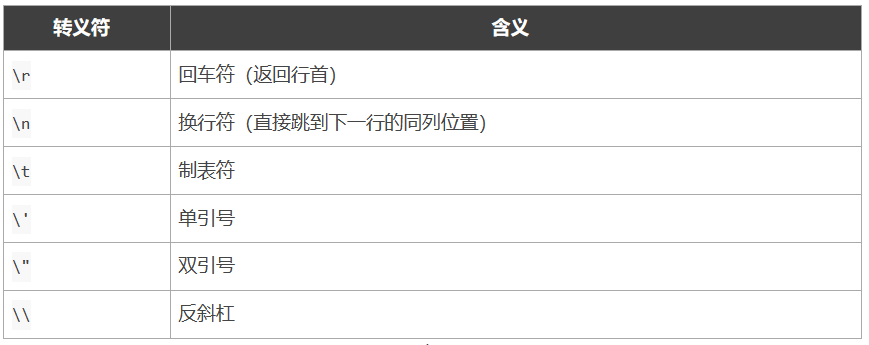 转义符 含义
\r 回车符（返回行首）
\n 换行符（直接跳到下一行的同列位置）
\t 制表符
\' 单引号
\" 双引号
\\ 反斜杠